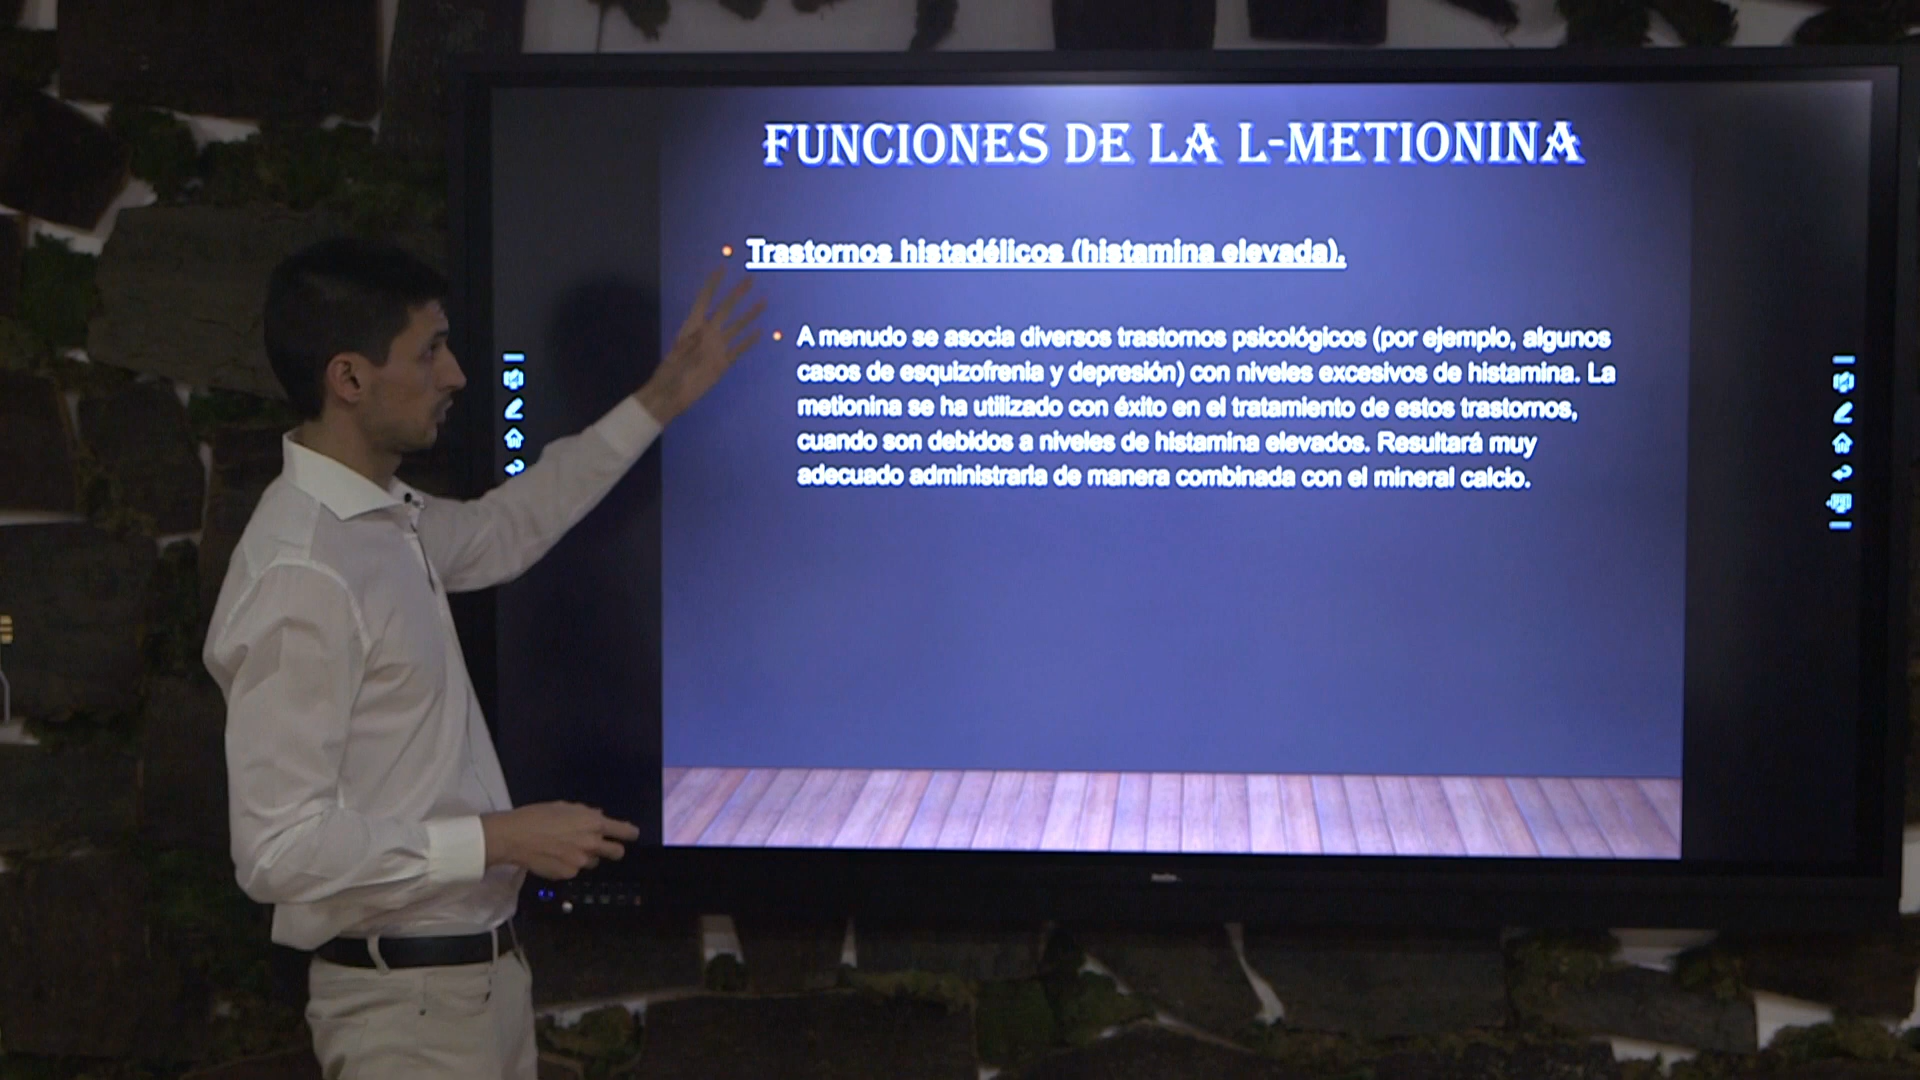 FUNCIONES DE LA L-METIONINA
Trastornos histadélicos (histamina elevada).
A menudo se asocia diversos trastornos psicológicos (por ejemplo, algunos
casos de esquizofrenia y depresión) con niveles excesivos de histamina. La
metionina se ha utilizado con éxito en el tratamiento de estos trastornos,
cuando son debidos a niveles de histamina elevados. Resultará muy
adecuado administrarla de manera combinada con el mineral calcio.